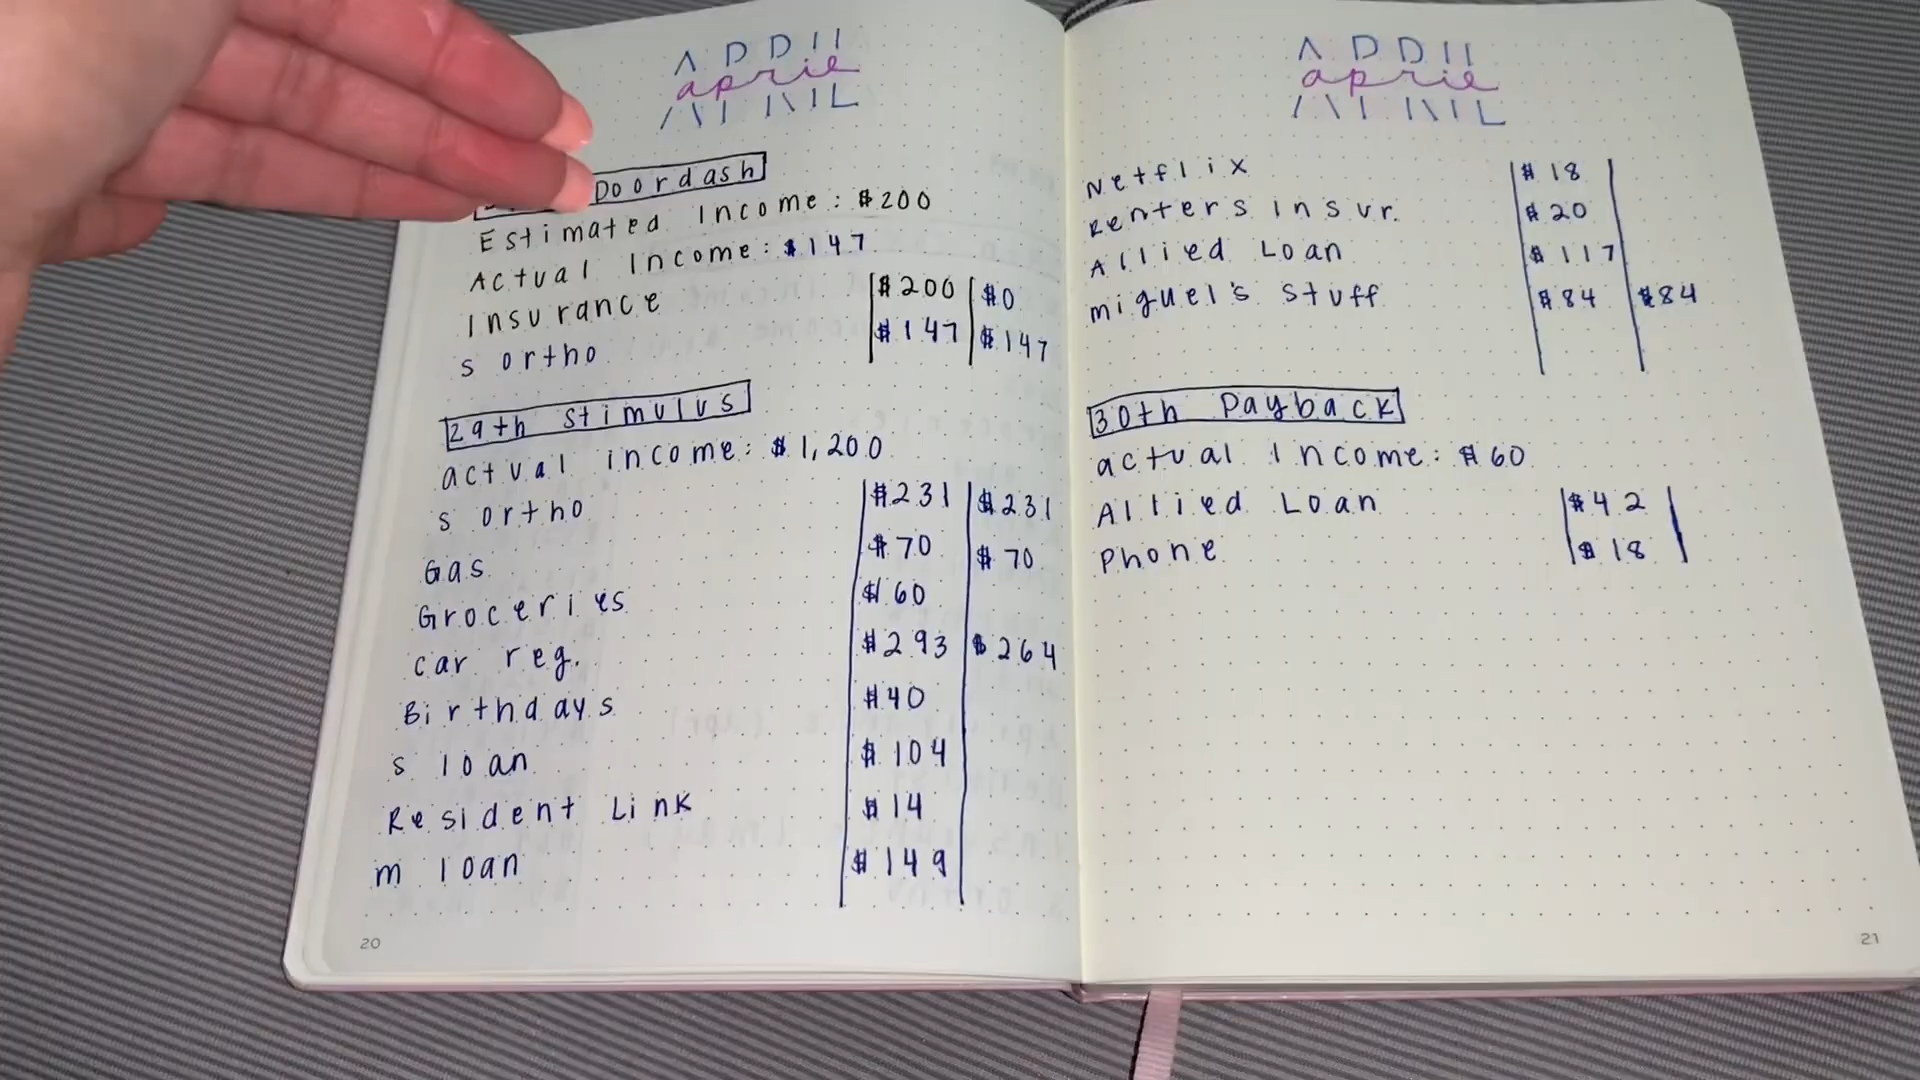 april
APRIL
Doordash
Estimated Income: $200
Actual Income: $147
Insurance $200 $0
s ortho $147 $147
29th Stimulus
actual income: $1,200
s ortho $231 $231
Gas $70 $70
Groceries $160
car reg. $293 $264
Birthdays $40
s loan $104
Resident Link $14
m loan $149
20
april
APRIL
Netflix $18
Renters insur. $20
Allied Loan $117
miguel's stuff $84 $84
30th Payback
actual Income: $60
Allied Loan $42
Phone $18
21